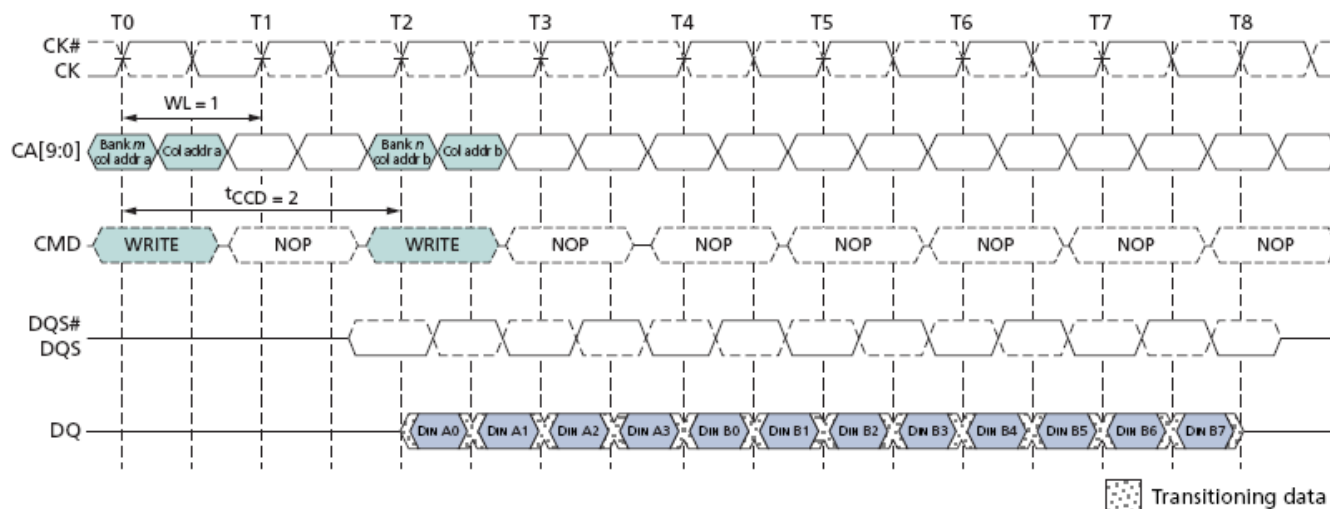 T0 T1 T2 T3 T4 T5 T6 T7 T8
CK#
CK
WL = 1
CA[9:0] Bank m col addr a Col addr a Bank n col addr b Col addr b
tCCD = 2
CMD WRITE NOP WRITE NOP NOP NOP NOP NOP NOP
DQS#
DQS
DQ DIN A0 DIN A1 DIN A2 DIN A3 DIN B0 DIN B1 DIN B2 DIN B3 DIN B4 DIN B5 DIN B6 DIN B7
Transitioning data